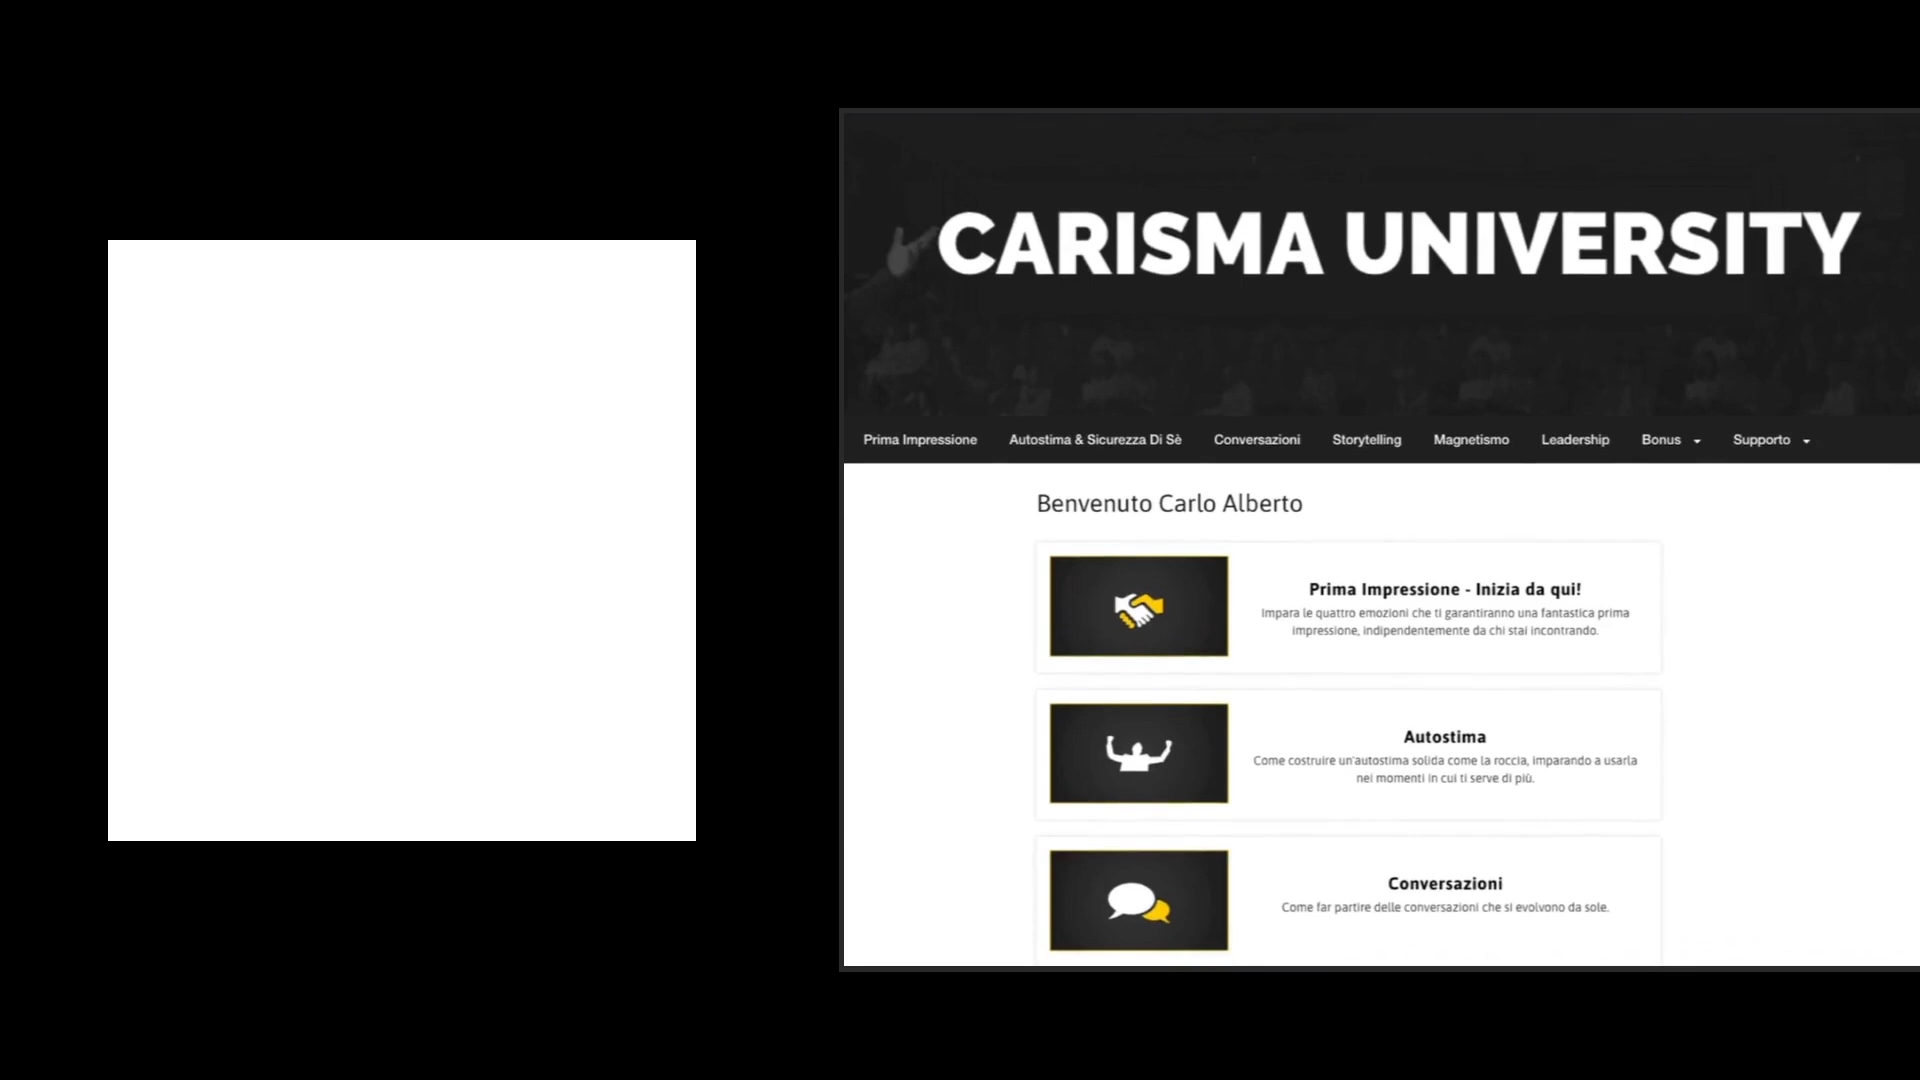 CARISMA UNIVERSITY
Prima Impressione Autostima & Sicurezza Di Sè Conversazioni Storytelling Magnetismo Leadership Bonus Supporto
Benvenuto Carlo Alberto
Prima Impressione - Inizia da qui!
Impara le quattro emozioni che ti garantiranno una fantastica prima
impressione, indipendentemente da chi stai incontrando.
Autostima
Come costruire un'autostima solida come la roccia, imparando a usarla
nei momenti in cui ti serve di più.
Conversazioni
Come far partire delle conversazioni che si evolvono da sole.